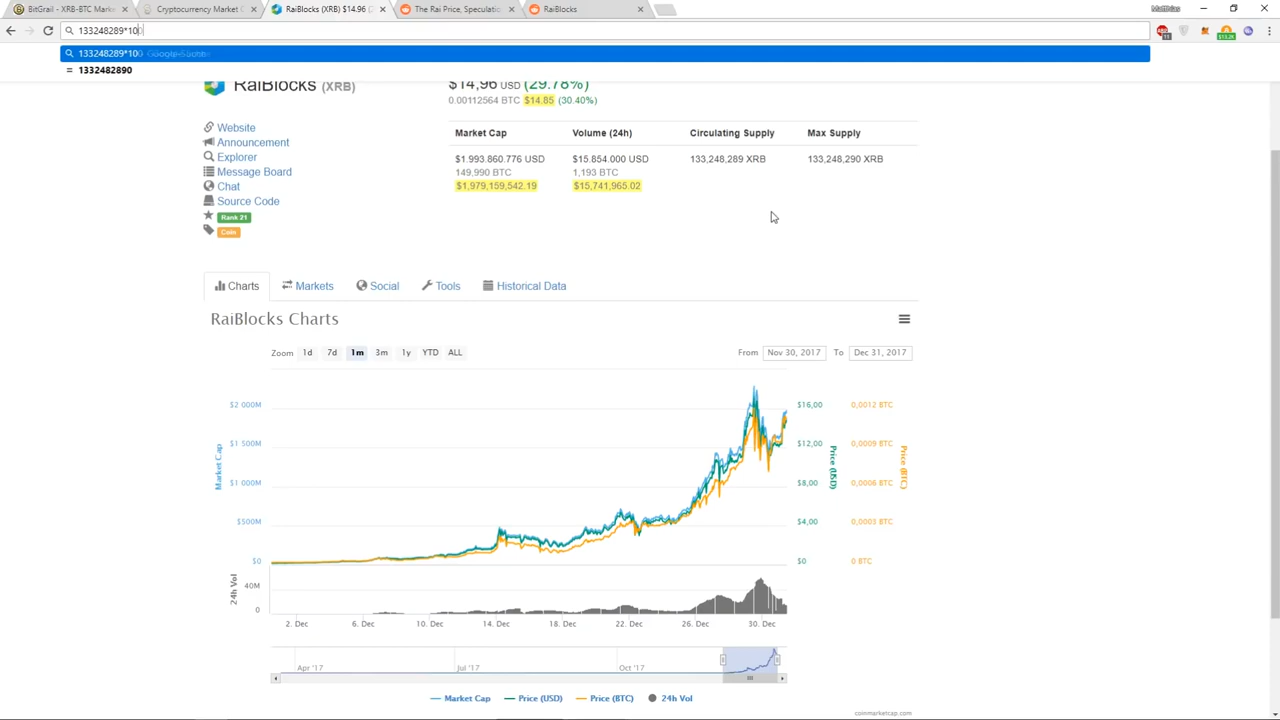 BitGrail - XRB-BTC Marke
Cryptocurrency Market C
RaiBlocks (XRB) $14.96 (
The Rai Price, Speculatio
RaiBlocks
Matthias
133248289*10
133248289*100
= 1332482890
RaiBlocks (XRB)
$14,96 USD (29.78%)
0.00112564 BTC $14.85 (30.40%)
Website
Announcement
Explorer
Message Board
Chat
Source Code
Rank 21
Coin
Market Cap Volume (24h) Circulating Supply Max Supply
$1.993.860.776 USD $15.854.000 USD 133,248,289 XRB 133,248,290 XRB
149,990 BTC 1,193 BTC
$1,979,159,542.19 $15,741,965.02
Charts Markets Social Tools Historical Data
RaiBlocks Charts
Zoom 1d 7d 1m 3m 1y YTD ALL From Nov 30, 2017 To Dec 31, 2017
$2 000M $16,00 0,0012 BTC
$1 500M $12,00 0,0009 BTC
$1 000M $8,00 0,0006 BTC
$500M $4,00 0,0003 BTC
$0 $0 0 BTC
Market Cap
Price (USD)
Price (BTC)
24h Vol
40M
0
2. Dec 6. Dec 10. Dec 14. Dec 18. Dec 22. Dec 26. Dec 30. Dec
Apr '17 Jul '17 Oct '17
Market Cap Price (USD) Price (BTC) 24h Vol
coinmarketcap.com